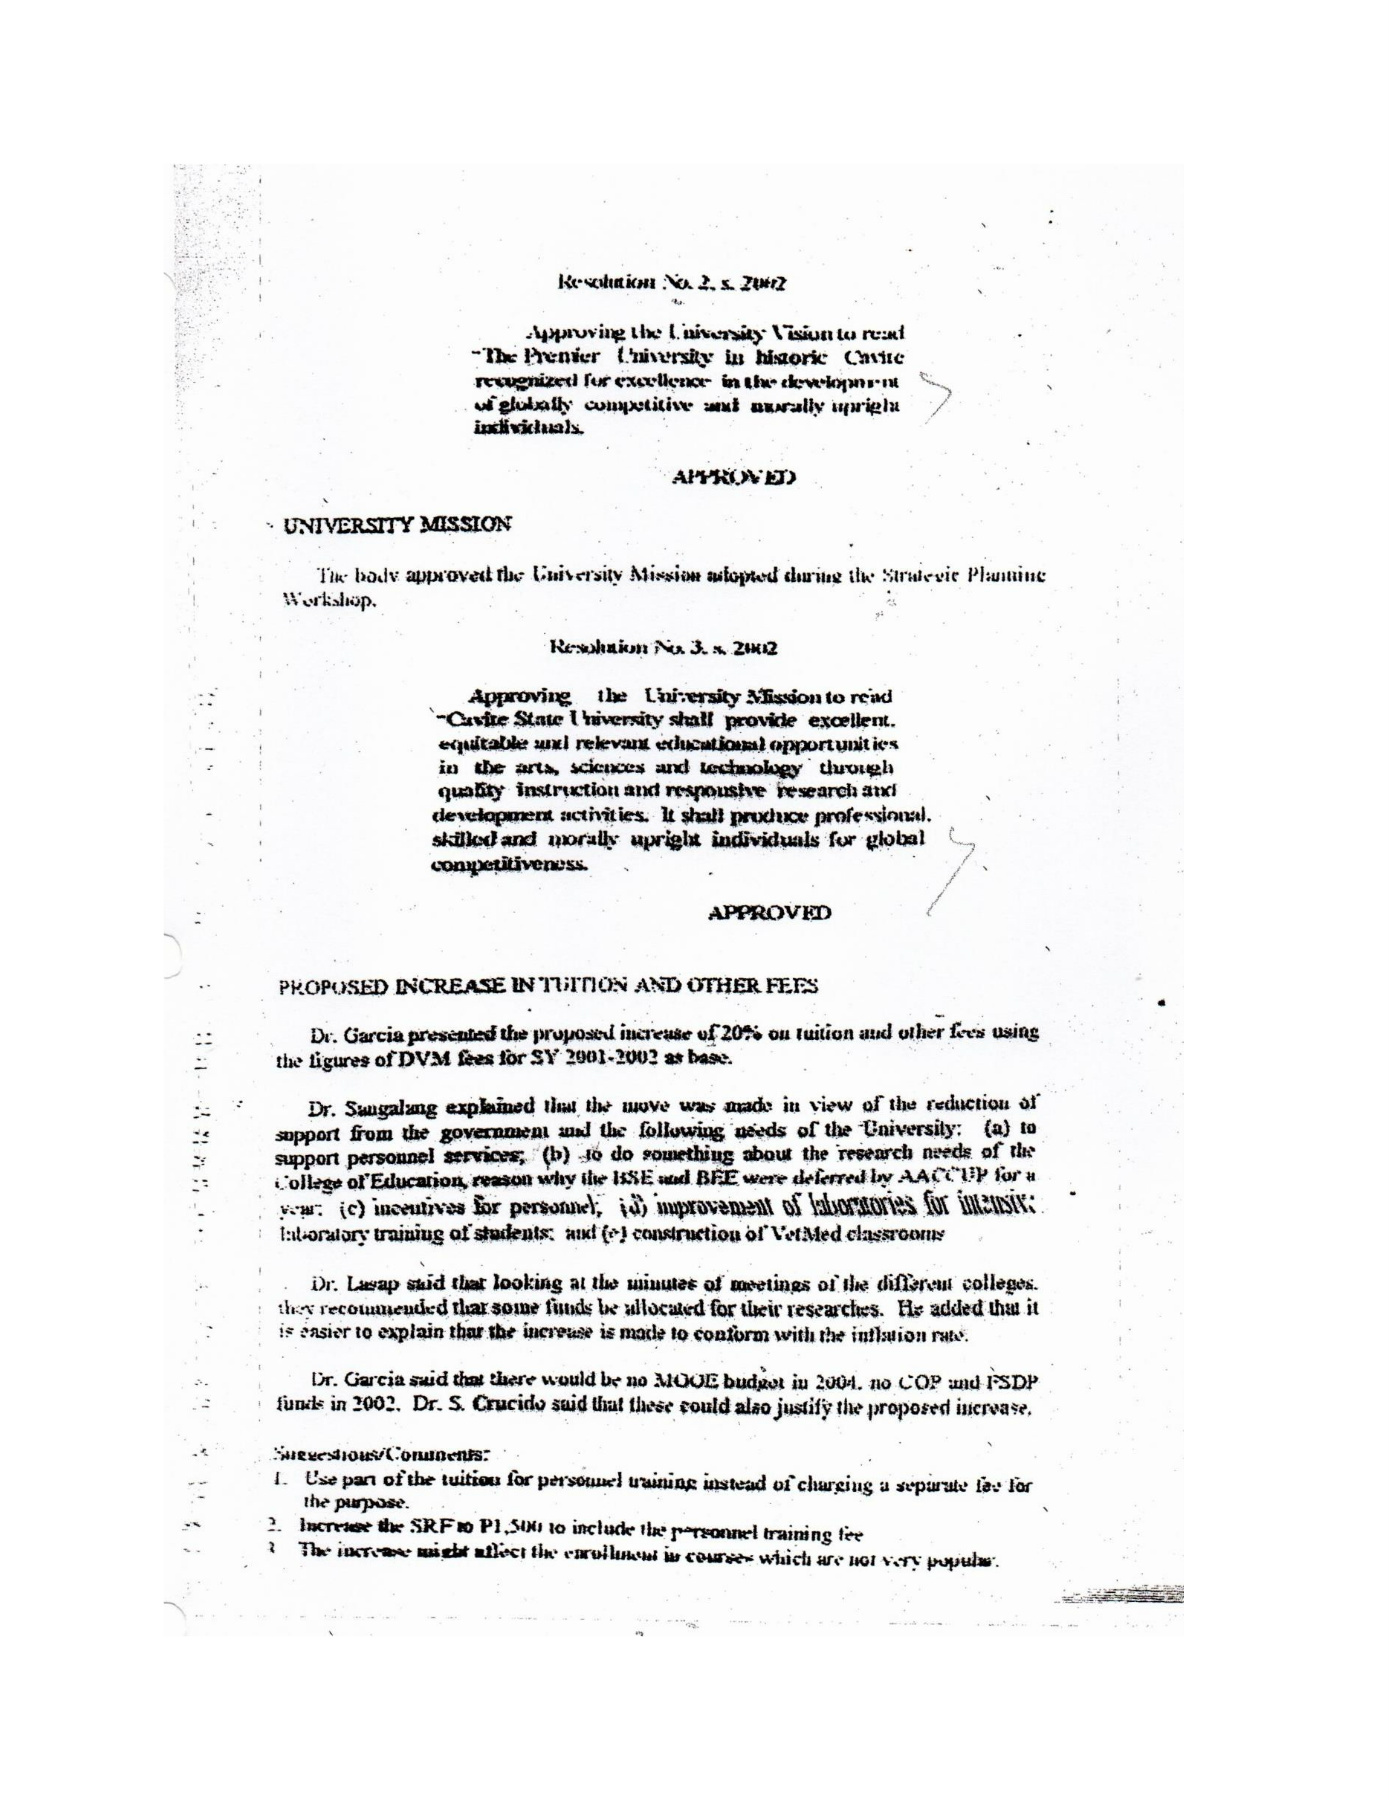 Resolution No. 2, s. 2002
Approving the University Vision to read
"The Premier University in historic Cavite
recognized for excellence in the development
of globally competitive and morally upright
individuals.
APPROVED
UNIVERSITY MISSION
The body approved the University Mission adopted during the Strategic Planning
Workshop.
Resolution No. 3, s. 2002
Approving the University Mission to read
"Cavite State University shall provide excellent,
equitable and relevant educational opportunities
in the arts, sciences and technology through
quality instruction and responsive research and
development activities. It shall produce professional,
skilled and morally upright individuals for global
competitiveness.
APPROVED
PROPOSED INCREASE IN TUITION AND OTHER FEES
Dr. Garcia presented the proposed increase of 20% on tuition and other fees using
the figures of DVM fees for SY 2001-2002 as base.
Dr. Sangalang explained that the move was made in view of the reduction of
support from the government and the following needs of the University: (a) to
support personnel services; (b) to do something about the research needs of the
College of Education, reason why the BSE and BEE were deferred by AACCUP for a
year; (c) incentives for personnel; (d) improvement of laboratories for intensive
laboratory training of students; and (e) construction of VetMed classrooms
Dr. Lasap said that looking at the minutes of meetings of the different colleges,
they recommended that some funds be allocated for their researches. He added that it
is easier to explain that the increase is made to conform with the inflation rate.
Dr. Garcia said that there would be no MOOE budget in 2004, no COP and FSDP
funds in 2002. Dr. S. Crucido said that these could also justify the proposed increase.
Suggestions/Comments:
1. Use part of the tuition for personnel training instead of charging a separate fee for
the purpose.
2. Increase the SRF to P1,500 to include the personnel training fee
3 The increase might affect the enrollment in courses which are not very popular.